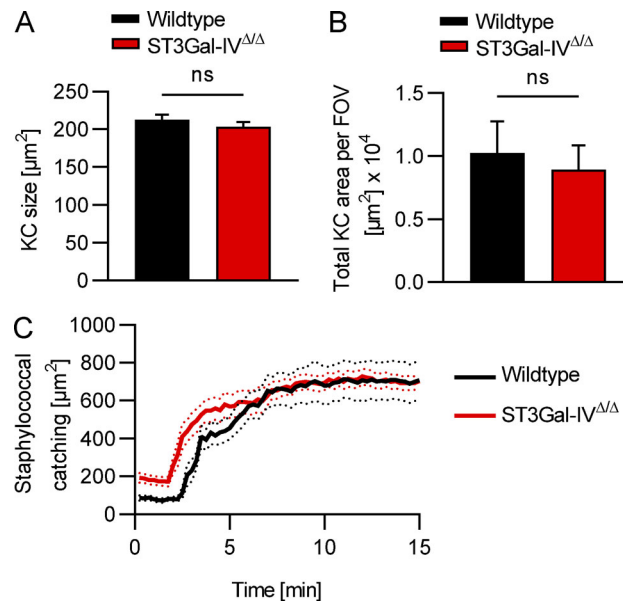 A
Wildtype
ST3Gal-IV^Δ/Δ
ns
KC size [µm²]
250
200
150
100
50
0
B
Wildtype
ST3Gal-IV^Δ/Δ
ns
Total KC area per FOV
[µm²] x 10⁴
1.5
1.0
0.5
0.0
C
Staphylococcal
catching [µm²]
1000
800
600
400
200
0
0
5
10
15
Time [min]
Wildtype
ST3Gal-IV^Δ/Δ